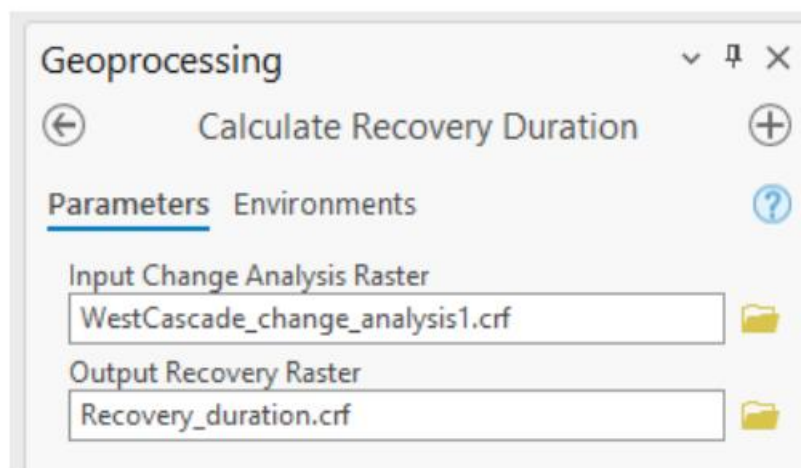 Geoprocessing
Calculate Recovery Duration
Parameters Environments
Input Change Analysis Raster
WestCascade_change_analysis1.crf
Output Recovery Raster
Recovery_duration.crf